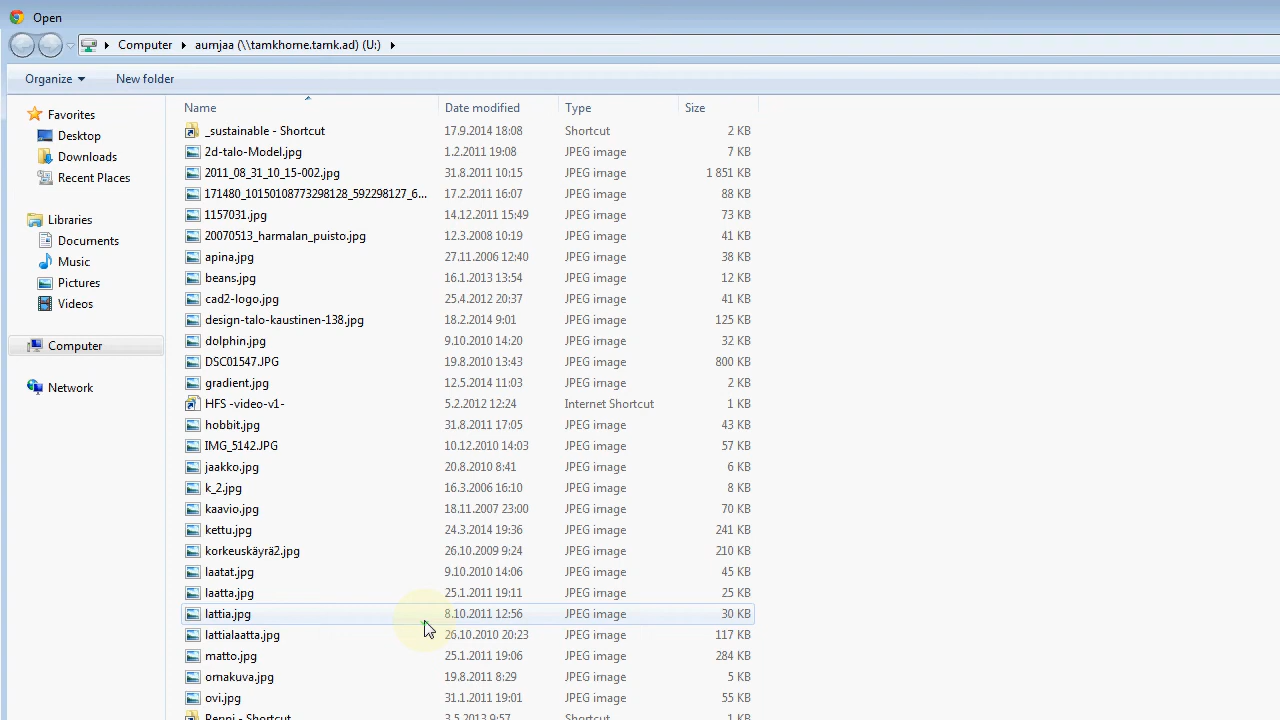 Open
Computer aumjaa (\\tamkhome.tamk.ad) (U:)
Organize New folder
Name Date modified Type Size
Favorites
Desktop
Downloads
Recent Places
Libraries
Documents
Music
Pictures
Videos
Computer
Network
_sustainable - Shortcut 17.9.2014 18:08 Shortcut 2 KB
2d-talo-Model.jpg 1.2.2011 19:08 JPEG image 7 KB
2011_08_31_10_15-002.jpg 31.8.2011 10:15 JPEG image 1 851 KB
171480_10150108773298128_592298127_6... 17.2.2011 16:07 JPEG image 88 KB
1157031.jpg 14.12.2011 15:49 JPEG image 73 KB
20070513_harmalan_puisto.jpg 12.3.2008 10:19 JPEG image 41 KB
apina.jpg 27.11.2006 12:40 JPEG image 38 KB
beans.jpg 16.1.2013 13:54 JPEG image 12 KB
cad2-logo.jpg 25.4.2012 20:37 JPEG image 41 KB
design-talo-kaustinen-138.jpg 18.2.2014 9:01 JPEG image 125 KB
dolphin.jpg 9.10.2010 14:20 JPEG image 32 KB
DSC01547.JPG 19.8.2010 13:43 JPEG image 800 KB
gradient.jpg 12.5.2014 11:03 JPEG image 2 KB
HFS -video-v1- 5.2.2012 12:24 Internet Shortcut 1 KB
hobbit.jpg 31.8.2011 17:05 JPEG image 43 KB
IMG_5142.JPG 10.12.2010 14:03 JPEG image 57 KB
jaakko.jpg 20.8.2010 8:41 JPEG image 6 KB
k_2.jpg 16.3.2006 16:10 JPEG image 8 KB
kaavio.jpg 18.11.2007 23:00 JPEG image 70 KB
kettu.jpg 24.3.2014 19:36 JPEG image 241 KB
korkeuskäyrä2.jpg 26.10.2009 9:24 JPEG image 210 KB
laatat.jpg 9.10.2010 14:06 JPEG image 45 KB
laatta.jpg 25.1.2011 19:11 JPEG image 25 KB
lattia.jpg 8.10.2011 12:56 JPEG image 30 KB
lattialaatta.jpg 26.10.2010 20:23 JPEG image 117 KB
matto.jpg 25.1.2011 19:06 JPEG image 284 KB
omakuva.jpg 19.8.2011 8:29 JPEG image 5 KB
ovi.jpg 31.1.2011 19:01 JPEG image 55 KB
- Shortcut 3.5.2013 9:57 Shortcut 1 KB